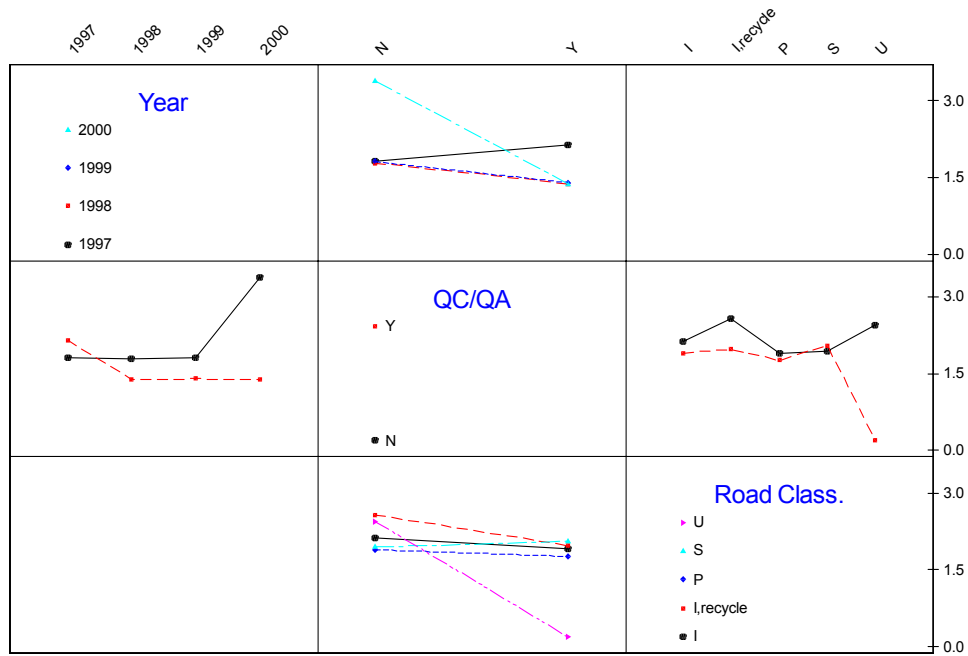 1997 1998 1999 2000 N Y I I,recycle P S U
Year
2000
1999
1998
1997
3.0
1.5
0.0
QC/QA
Y
N
3.0
1.5
0.0
Road Class.
U
S
P
I,recycle
I
3.0
1.5
0.0